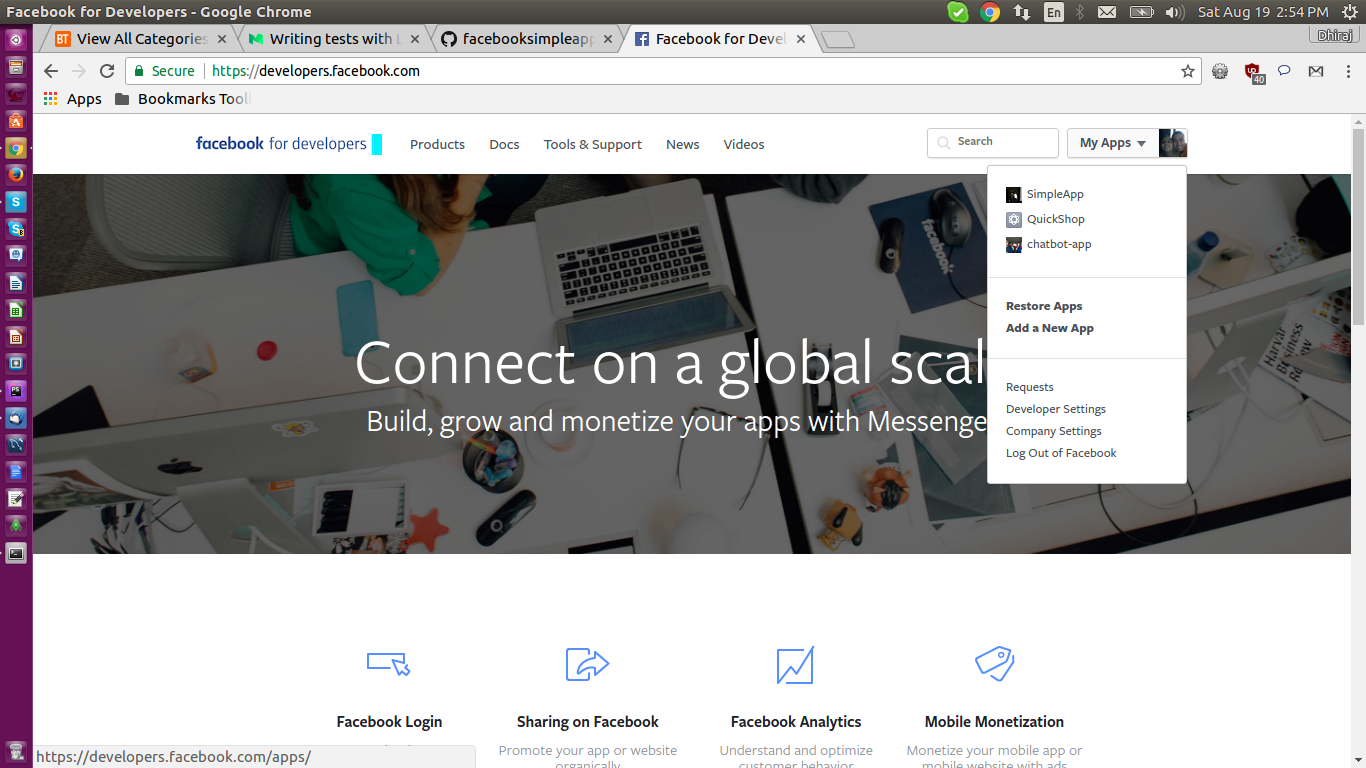 Facebook for Developers - Google Chrome
En
Sat Aug 19 2:54 PM
BT View All Categories
Writing tests with
facebooksimpleapp
Facebook for Devel
Dhiraj
Secure
https://developers.facebook.com
40
Apps
Bookmarks Tool
facebook for developers
Products
Docs
Tools & Support
News
Videos
Search
My Apps
SimpleApp
QuickShop
chatbot-app
Restore Apps
Add a New App
Requests
Developer Settings
Company Settings
Log Out of Facebook
facebook
Harvard
Business
Review
Connect on a global scal
Build, grow and monetize your apps with Messenge
Facebook Login
Sharing on Facebook
Facebook Analytics
Mobile Monetization
Promote your app or website
organically
Understand and optimize
customer behavior
Monetize your mobile app or
mobile website with ads
https://developers.facebook.com/apps/